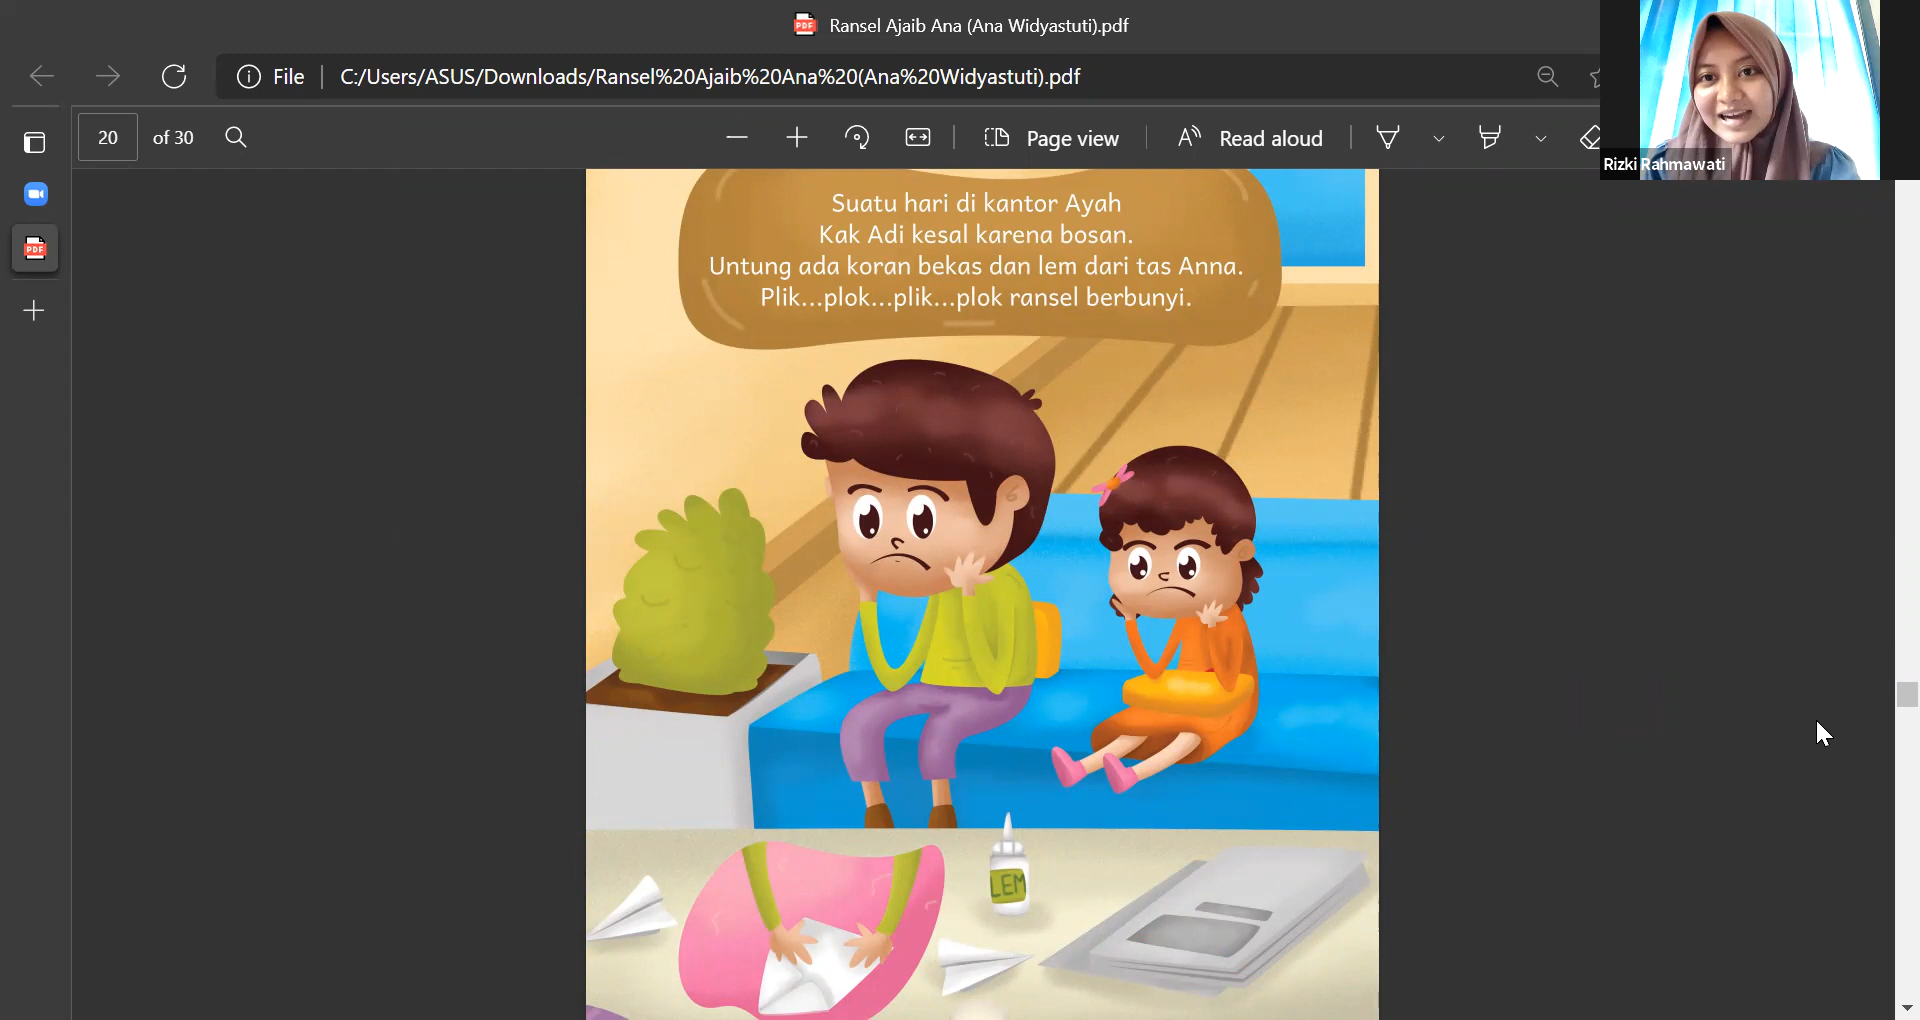 Ransel Ajaib Ana (Ana Widyastuti).pdf
File
C:/Users/ASUS/Downloads/Ransel%20Ajaib%20Ana%20(Ana%20Widyastuti).pdf
20 of 30
Page view
Read aloud
Rizki Rahmawati
PDF
PDF
Suatu hari di kantor Ayah
Kak Adi kesal karena bosan.
Untung ada koran bekas dan lem dari tas Anna.
Plik...plok...plik...plok ransel berbunyi.
LEM